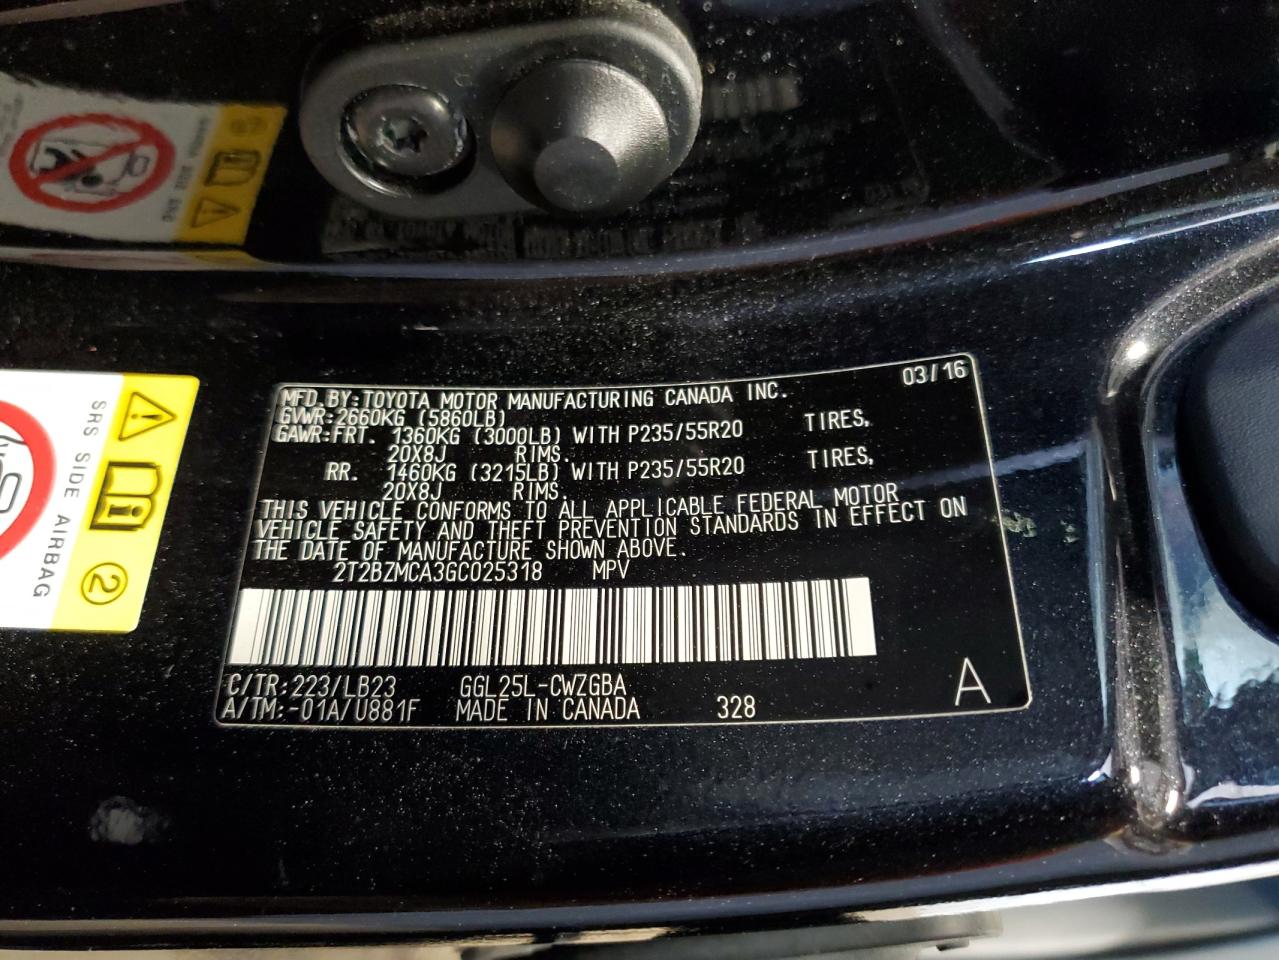 03/16
MFD.BY:TOYOTA MOTOR MANUFACTURING CANADA INC.
GVWR:2660KG (5860LB)
GAWR:FRT. 1360KG (3000LB) WITH P235/55R20 TIRES,
20X8J RIMS.
RR. 1460KG (3215LB) WITH P235/55R20 TIRES,
20X8J RIMS.
THIS VEHICLE CONFORMS TO ALL APPLICABLE FEDERAL MOTOR
VEHICLE SAFETY AND THEFT PREVENTION STANDARDS IN EFFECT ON
THE DATE OF MANUFACTURE SHOWN ABOVE.
2T2BZMCA3GC025318 MPV
C/TR:223/LB23 GGL25L-CWZGBA
A/TM:-01A/U881F MADE IN CANADA 328 A
SRS SIDE AIRBAG
2